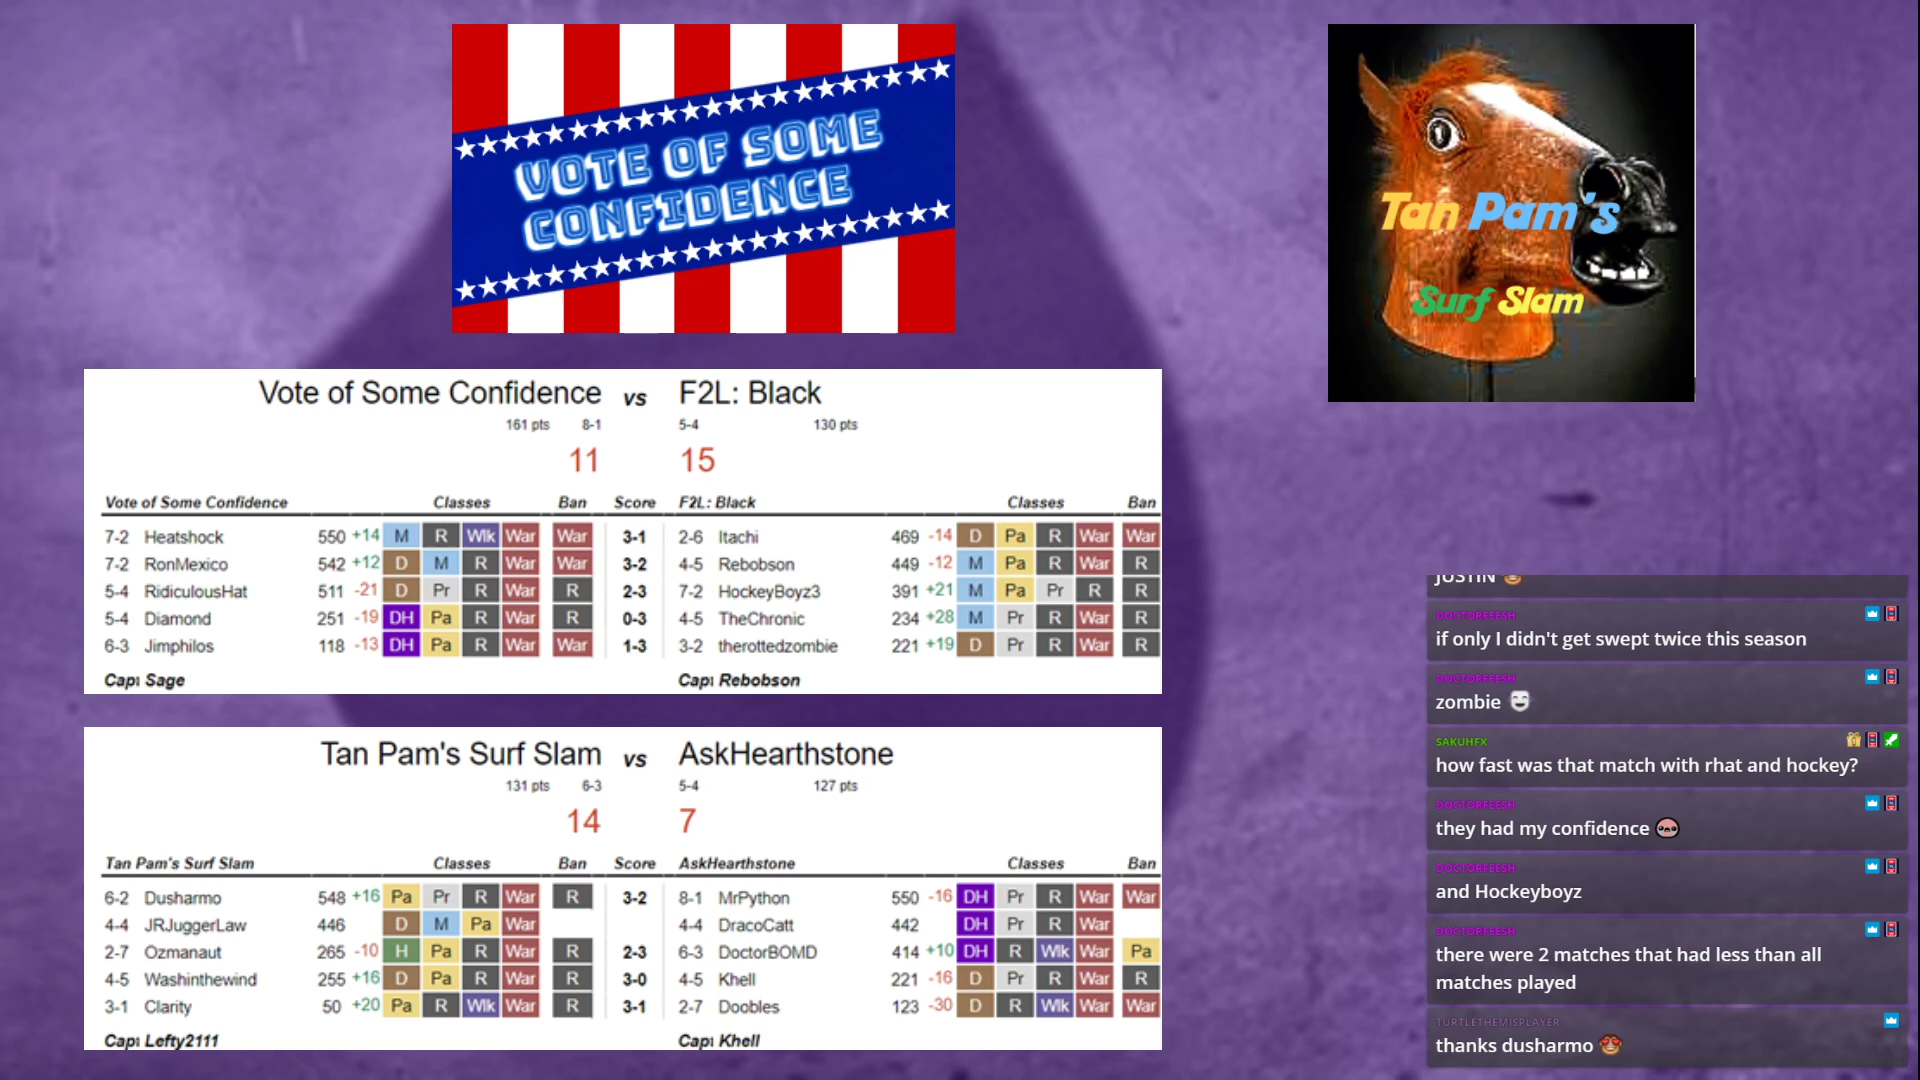 VOTE OF SOME
CONFIDENCE
Tan Pam's
Surf Slam
Vote of Some Confidence vs F2L: Black
161 pts 8-1 5-4 130 pts
11 15
Vote of Some Confidence Classes Ban Score F2L: Black Classes Ban
7-2 Heatshock 550 +14 M R Wlk War War 3-1 2-6 Itachi 469 -14 D Pa R War War
7-2 RonMexico 542 +12 D M R War War 3-2 4-5 Rebobson 449 -12 M Pa R War R
5-4 RidiculousHat 511 -21 D Pr R War R 2-3 7-2 HockeyBoyz3 391 +21 M Pa Pr R R
5-4 Diamond 251 -19 DH Pa R War R 0-3 4-5 TheChronic 234 +28 M Pr R War R
6-3 Jimphilos 118 -13 DH Pa R War War 1-3 3-2 therottedzombie 221 +19 D Pr R War R
Capt Sage Capt Rebobson
Tan Pam's Surf Slam vs AskHearthstone
131 pts 6-3 5-4 127 pts
14 7
Tan Pam's Surf Slam Classes Ban Score AskHearthstone Classes Ban
6-2 Dusharmo 548 +16 Pa Pr R War R 3-2 8-1 MrPython 550 -16 DH Pr R War War
4-4 JRJuggerLaw 446 D M Pa War 4-4 DracoCatt 442 DH Pr R War
2-7 Ozmanaut 265 -10 H Pa R War R 2-3 6-3 DoctorBOMD 414 +10 DH R Wlk War Pa
4-5 Washinthewind 255 +16 D Pa R War R 3-0 4-5 Khell 221 -16 D Pr R War R
3-1 Clarity 50 +20 Pa R Wlk War R 3-1 2-7 Doobles 123 -30 D R Wlk War War
Capt Lefty2111 Capt Khell
JUSTIN
DOCTORFEESH
if only I didn't get swept twice this season
DOCTORFEESH
zombie
SAKUHFX
how fast was that match with rhat and hockey?
DOCTORFEESH
they had my confidence
DOCTORFEESH
and Hockeyboyz
DOCTORFEESH
there were 2 matches that had less than all
matches played
TURTLETHEMISPLAYER
thanks dusharmo